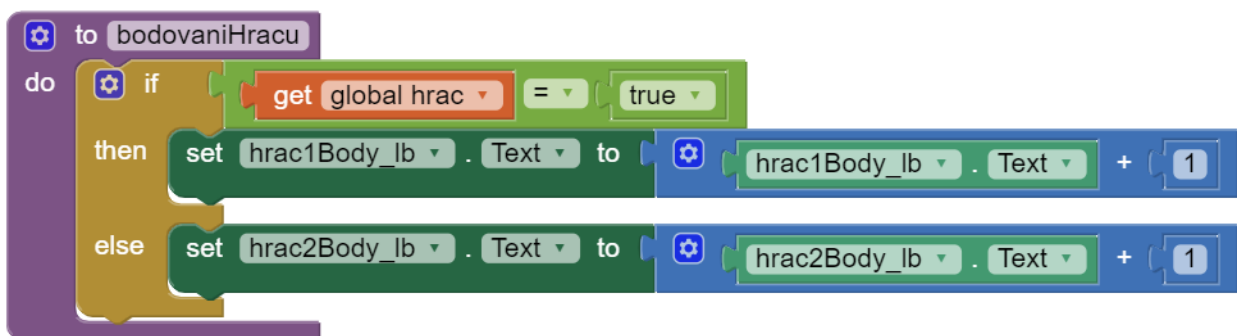 to bodovaniHracu
do if get global hrac = true
then set hrac1Body_lb . Text to hrac1Body_lb . Text + 1
else set hrac2Body_lb . Text to hrac2Body_lb . Text + 1